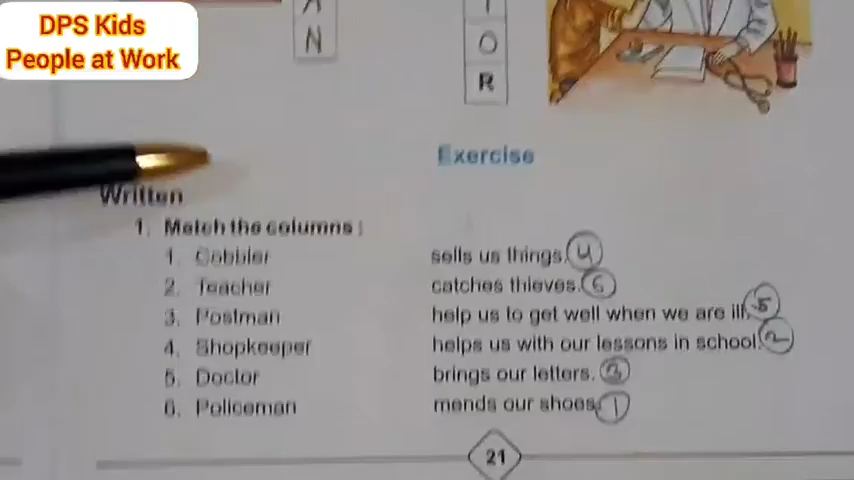 DPS Kids
People at Work
A
N
T
O
R
Exercise
Written
1. Match the columns :
1. Cobbler sells us things. 4
2. Teacher catches thieves. 6
3. Postman help us to get well when we are ill. 5
4. Shopkeeper helps us with our lessons in school. 2
5. Doctor brings our letters. 3
6. Policeman mends our shoes. 1
21